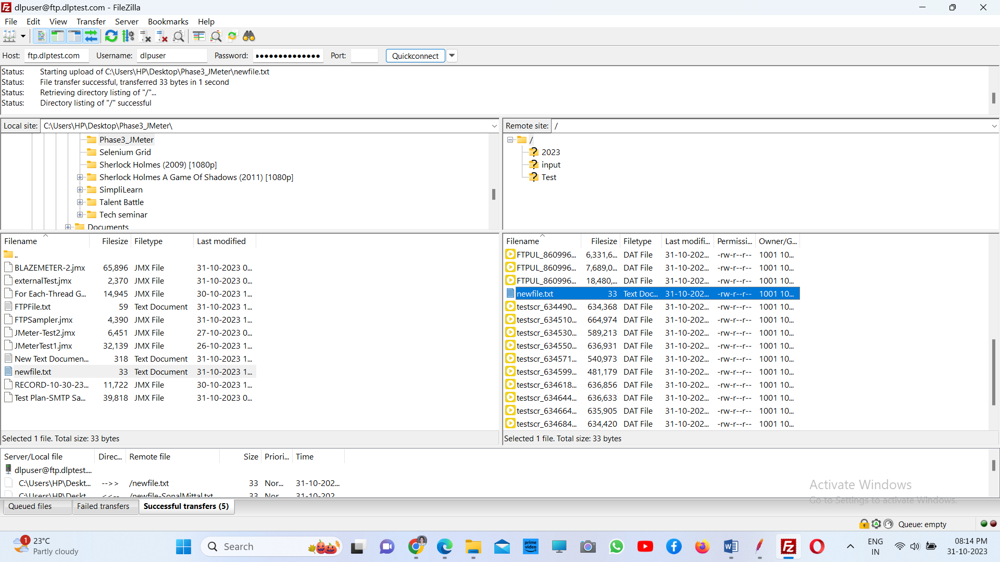 dlpuser@ftp.dlptest.com - FileZilla
File Edit View Transfer Server Bookmarks Help
Host: ftp.dlptest.com Username: dlpuser Password: ●●●●●●●●●●●●●● Port: Quickconnect
Status: Starting upload of C:\Users\HP\Desktop\Phase3_JMeter\newfile.txt
Status: File transfer successful, transferred 33 bytes in 1 second
Status: Retrieving directory listing of "/"...
Status: Directory listing of "/" successful
Local site: C:\Users\HP\Desktop\Phase3_JMeter\
Phase3_JMeter
Selenium Grid
Sherlock Holmes (2009) [1080p]
Sherlock Holmes A Game Of Shadows (2011) [1080p]
SimpliLearn
Talent Battle
Tech seminar
Documents
Remote site: /
/
2023
input
Test
Filename Filesize Filetype Last modified
..
BLAZEMETER-2.jmx 65,896 JMX File 31-10-2023 0...
externalTest.jmx 2,370 JMX File 31-10-2023 0...
For Each-Thread G... 14,945 JMX File 30-10-2023 1...
FTPFile.txt 59 Text Document 31-10-2023 1...
FTPSampler.jmx 4,390 JMX File 31-10-2023 1...
JMeter-Test2.jmx 6,451 JMX File 27-10-2023 0...
JMeterTest1.jmx 32,139 JMX File 26-10-2023 1...
New Text Documen... 318 Text Document 31-10-2023 1...
newfile.txt 33 Text Document 31-10-2023 1...
RECORD-10-30-23... 11,722 JMX File 30-10-2023 1...
Test Plan-SMTP Sa... 39,818 JMX File 31-10-2023 0...
Selected 1 file. Total size: 33 bytes
Filename Filesize Filetype Last modifi... Permissi... Owner/G...
FTPUL_860996... 6,331,6... DAT File 31-10-202... -rw-r--r-- 1001 10...
FTPUL_860996... 7,689,0... DAT File 31-10-202... -rw-r--r-- 1001 10...
FTPUL_860996... 18,480,... DAT File 31-10-202... -rw-r--r-- 1001 10...
newfile.txt 33 Text Doc... 31-10-202... -rw-r--r-- 1001 10...
testscr_634490... 634,368 DAT File 31-10-202... -rw-r--r-- 1001 10...
testscr_634510... 664,974 DAT File 31-10-202... -rw-r--r-- 1001 10...
testscr_634530... 589,213 DAT File 31-10-202... -rw-r--r-- 1001 10...
testscr_634550... 636,931 DAT File 31-10-202... -rw-r--r-- 1001 10...
testscr_634571... 540,973 DAT File 31-10-202... -rw-r--r-- 1001 10...
testscr_634599... 481,179 DAT File 31-10-202... -rw-r--r-- 1001 10...
testscr_634618... 636,856 DAT File 31-10-202... -rw-r--r-- 1001 10...
testscr_634644... 636,633 DAT File 31-10-202... -rw-r--r-- 1001 10...
testscr_634664... 635,905 DAT File 31-10-202... -rw-r--r-- 1001 10...
testscr_634684... 634,420 DAT File 31-10-202... -rw-r--r-- 1001 10...
Selected 1 file. Total size: 33 bytes
Server/Local file Direc... Remote file Size Priori... Time
dlpuser@ftp.dlptest....
C:\Users\HP\Deskt... -->> /newfile.txt 33 Nor... 31-10-202...
C:\Users\HP\Deskt... <<-- /newfile-SonalMittal.txt 33 Nor... 31-10-202...
Activate Windows
Go to Settings to activate Windows.
Queued files Failed transfers Successful transfers (5)
Queue: empty
1
23°C
Partly cloudy
Search
prime video
ENG
IN
08:14 PM
31-10-2023